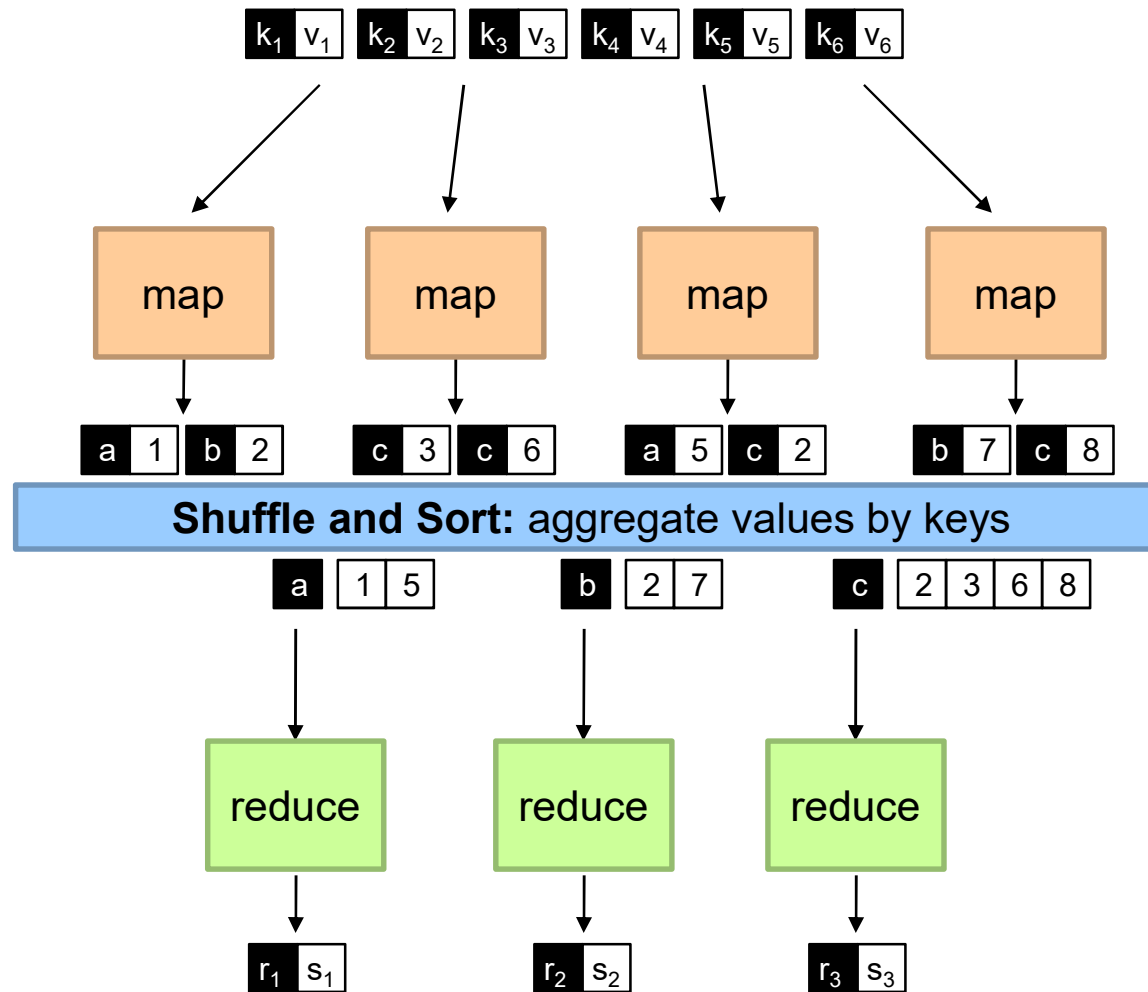 k₁ v₁ k₂ v₂ k₃ v₃ k₄ v₄ k₅ v₅ k₆ v₆
map map map map
a 1 b 2 c 3 c 6 a 5 c 2 b 7 c 8
Shuffle and Sort: aggregate values by keys
a 1 5 b 2 7 c 2 3 6 8
reduce reduce reduce
r₁ s₁ r₂ s₂ r₃ s₃